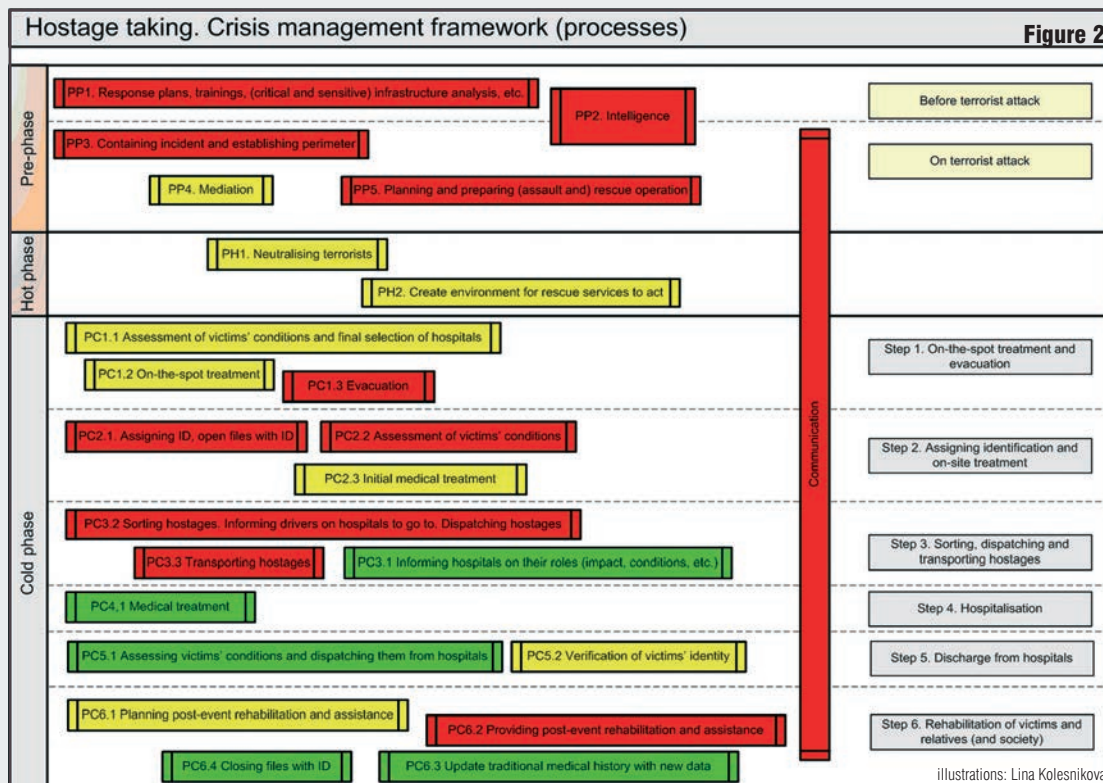 Hostage taking. Crisis management framework (processes)
Figure 2
Pre-phase
PP1. Response plans, trainings, (critical and sensitive) infrastructure analysis, etc.
PP2. Intelligence
Before terrorist attack
PP3. Containing incident and establishing perimeter
On terrorist attack
PP4. Mediation
PP5. Planning and preparing (assault and) rescue operation
Hot phase
PH1. Neutralising terrorists
PH2. Create environment for rescue services to act
Communication
Cold phase
PC1.1 Assessment of victims' conditions and final selection of hospitals
PC1.2 On-the-spot treatment
PC1.3 Evacuation
Step 1. On-the-spot treatment and
evacuation
PC2.1. Assigning ID, open files with ID
PC2.2 Assessment of victims' conditions
PC2.3 Initial medical treatment
Step 2. Assigning identification and
on-site treatment
PC3.2 Sorting hostages. Informing drivers on hospitals to go to. Dispatching hostages
PC3.3 Transporting hostages
PC3.1 Informing hospitals on their roles (impact, conditions, etc.)
Step 3. Sorting, dispatching and
transporting hostages
PC4,1 Medical treatment
Step 4. Hospitalisation
PC5.1 Assessing victims' conditions and dispatching them from hospitals
PC5.2 Verification of victims' identity
Step 5. Discharge from hospitals
PC6.1 Planning post-event rehabilitation and assistance
PC6.2 Providing post-event rehabilitation and assistance
Step 6. Rehabilitation of victims and
relatives (and society)
PC6.4 Closing files with ID
PC6.3 Update traditional medical history with new data
illustrations: Lina Kolesnikova